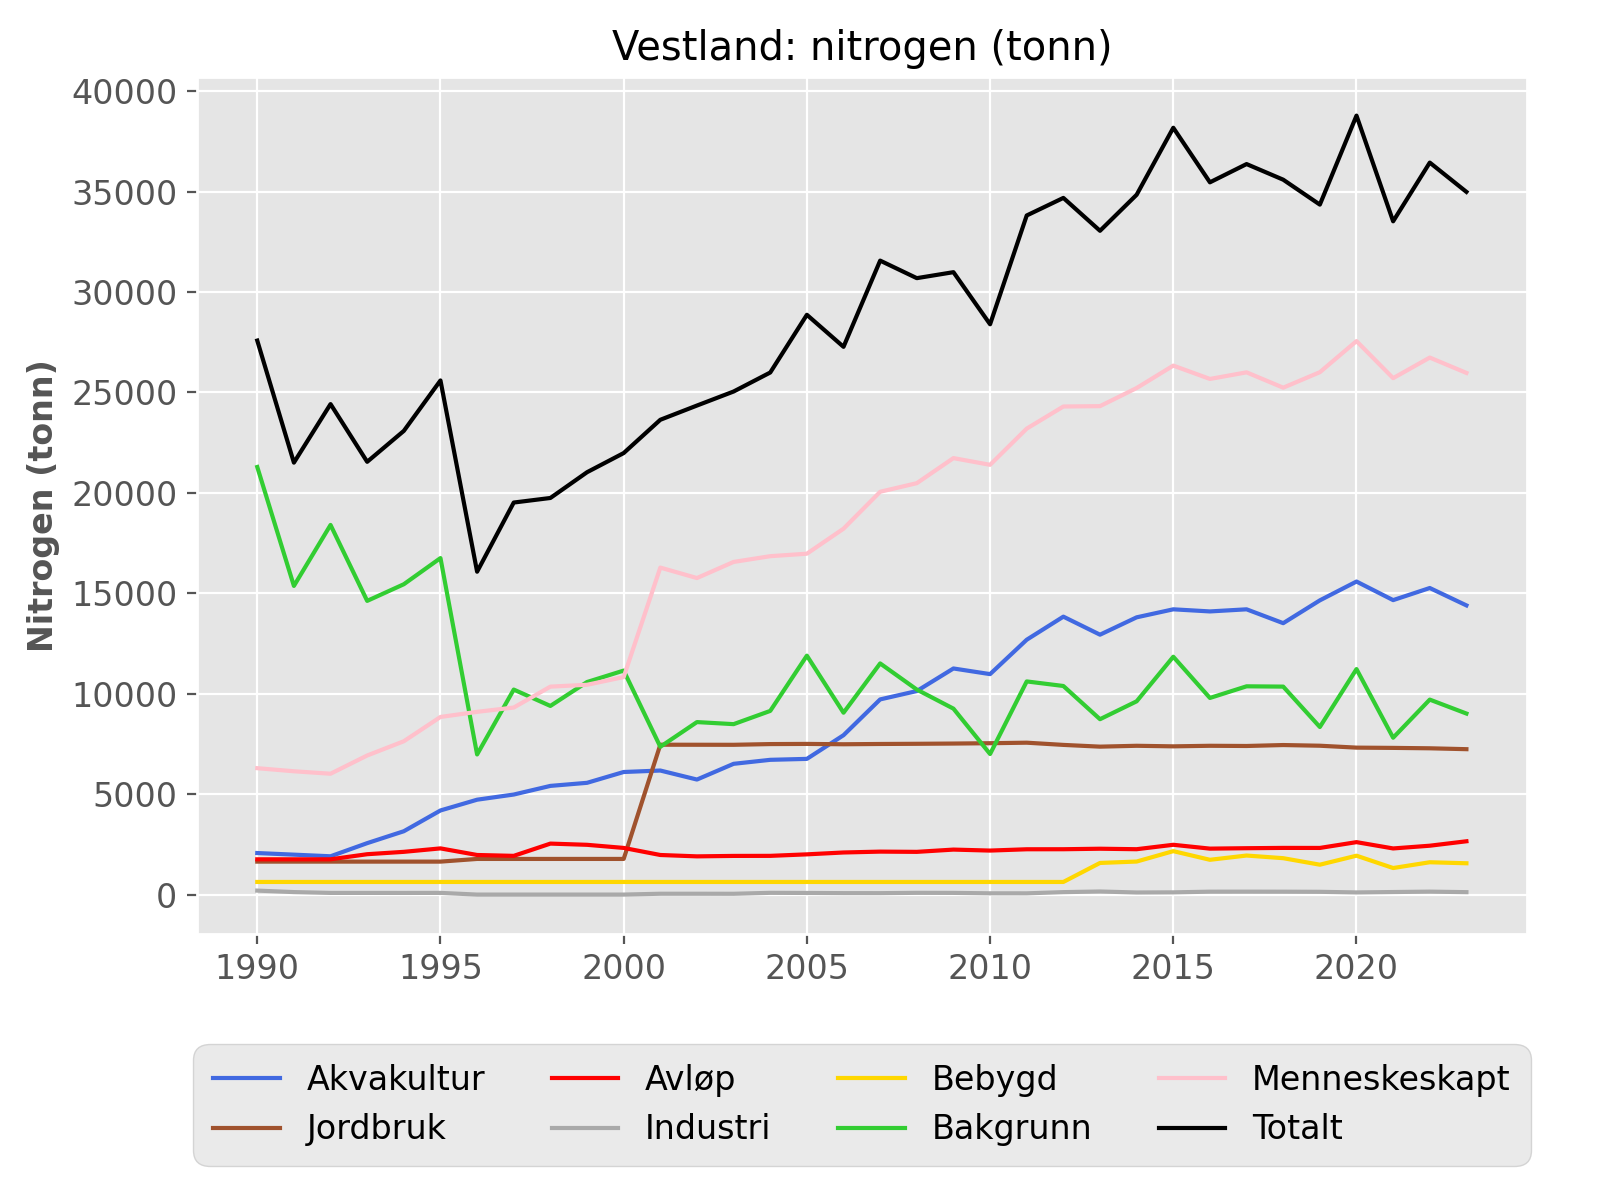 Vestland: nitrogen (tonn)
Nitrogen (tonn)
40000
35000
30000
25000
20000
15000
10000
5000
0
1990 1995 2000 2005 2010 2015 2020
Akvakultur Avløp Bebygd Menneskeskapt
Jordbruk Industri Bakgrunn Totalt